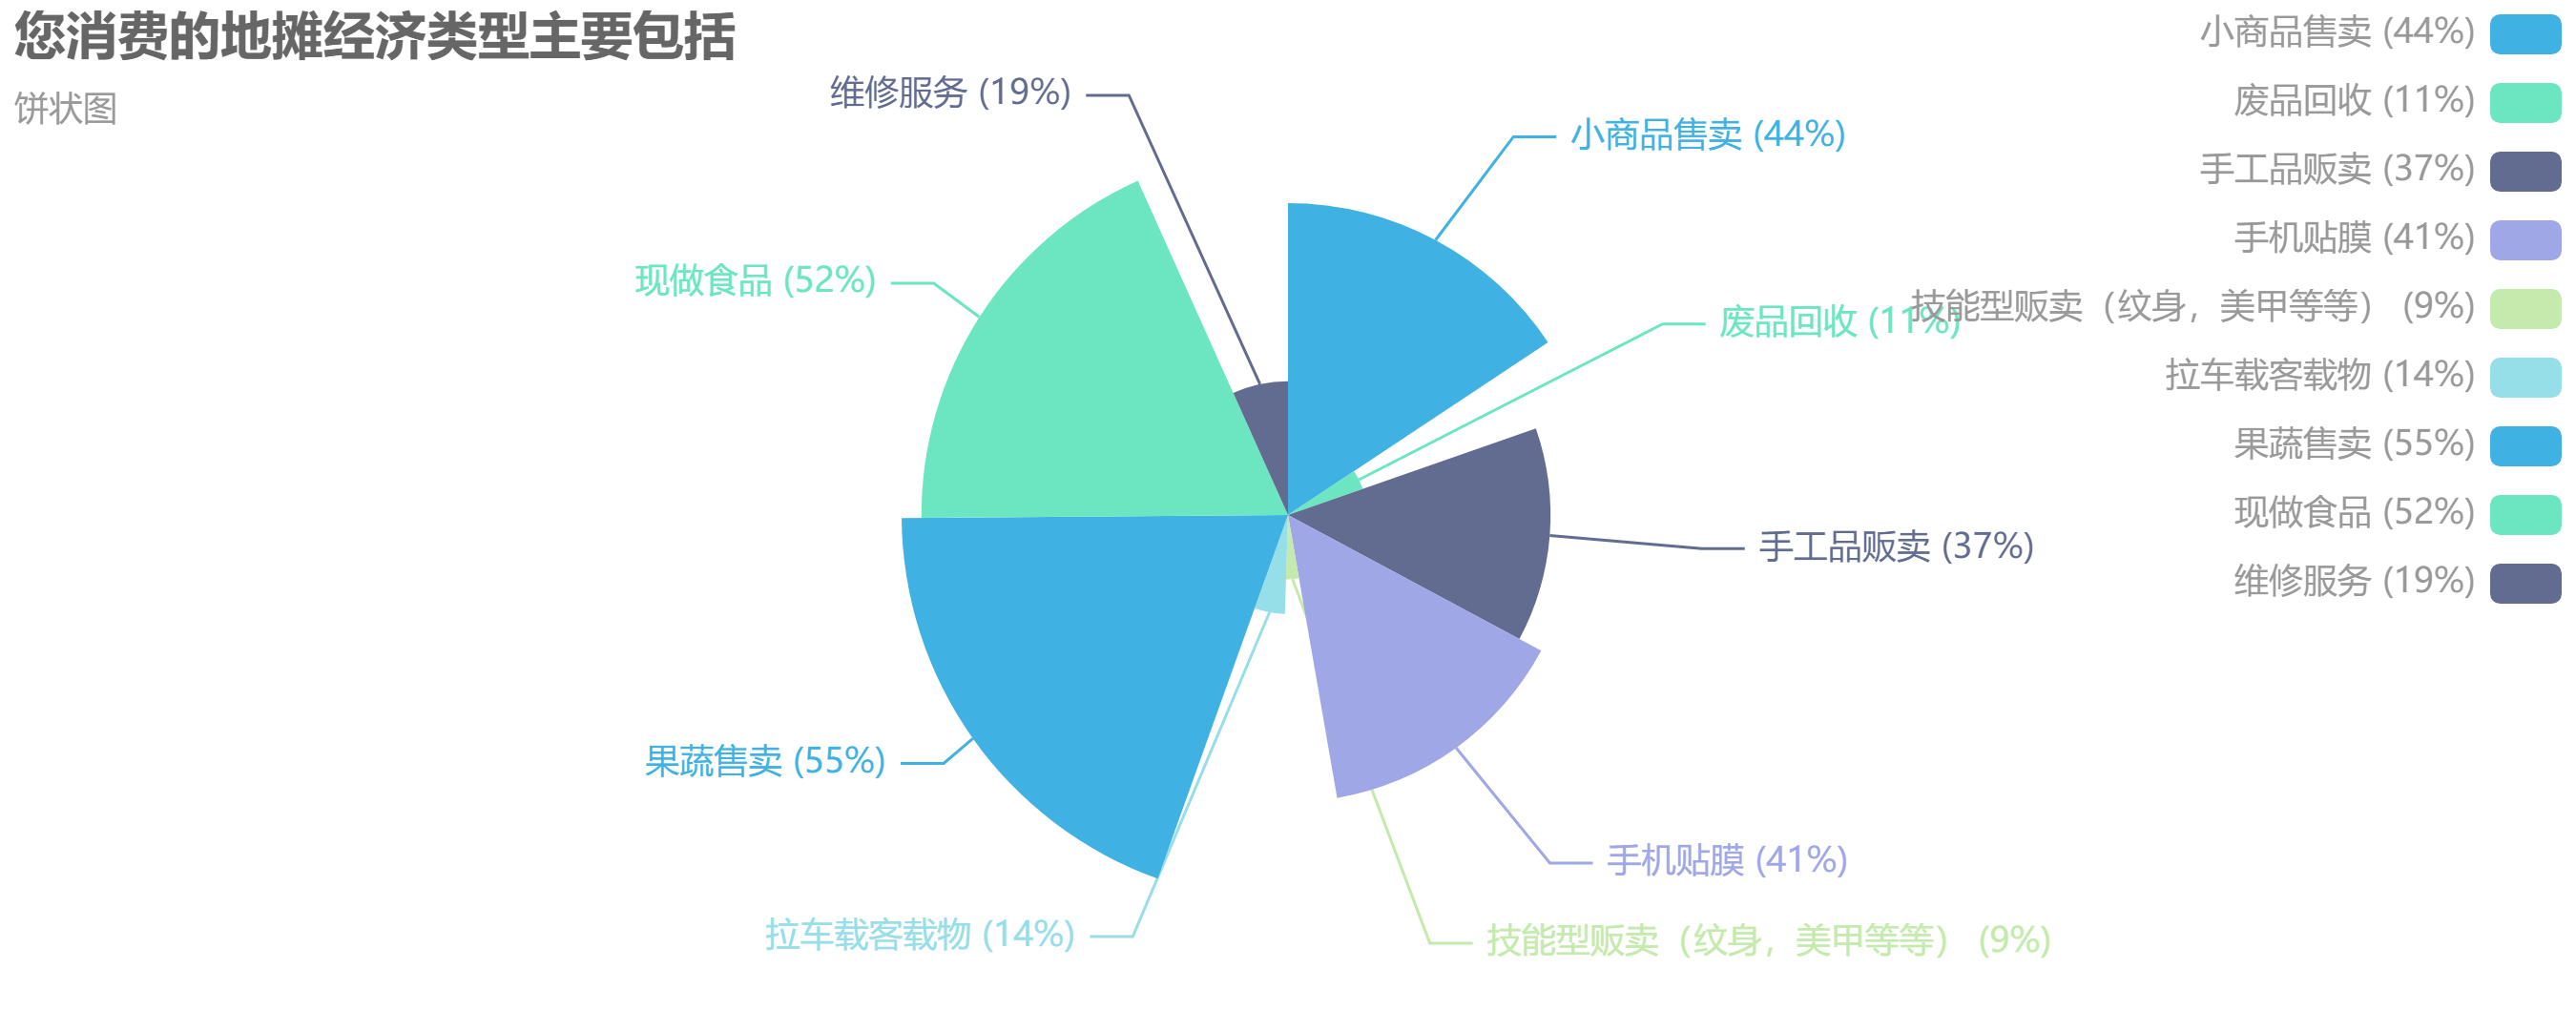 您消费的地摊经济类型主要包括
饼状图
维修服务 (19%)
小商品售卖 (44%)
现做食品 (52%)
废品回收 (11%)
手工品贩卖 (37%)
果蔬售卖 (55%)
手机贴膜 (41%)
拉车载客载物 (14%)
技能型贩卖（纹身，美甲等等） (9%)
小商品售卖 (44%)
废品回收 (11%)
手工品贩卖 (37%)
手机贴膜 (41%)
技能型贩卖（纹身，美甲等等） (9%)
拉车载客载物 (14%)
果蔬售卖 (55%)
现做食品 (52%)
维修服务 (19%)